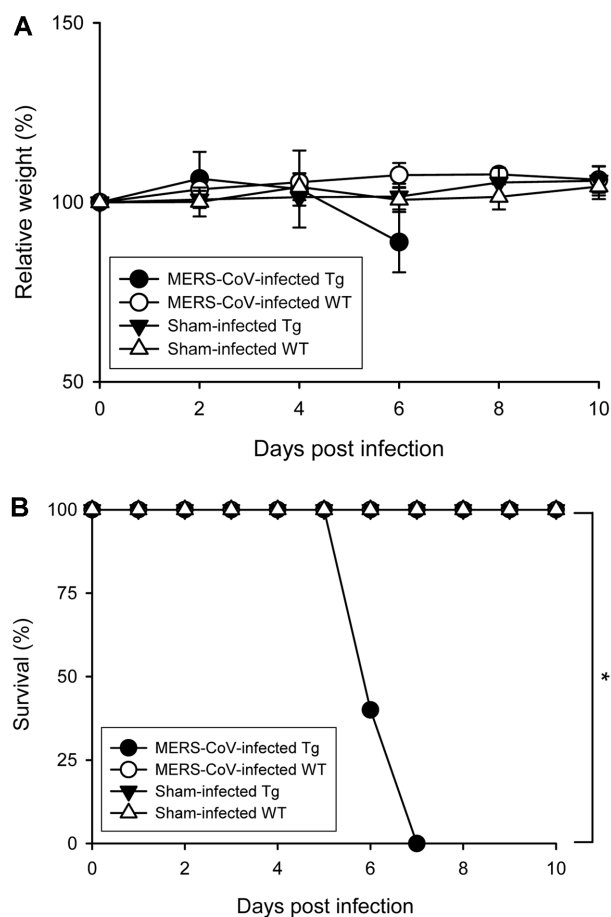 A
150
100
50
Relative weight (%)
MERS-CoV-infected Tg
MERS-CoV-infected WT
Sham-infected Tg
Sham-infected WT
0 2 4 6 8 10
Days post infection
B
100
75
50
25
0
Survival (%)
MERS-CoV-infected Tg
MERS-CoV-infected WT
Sham-infected Tg
Sham-infected WT
*
0 2 4 6 8 10
Days post infection